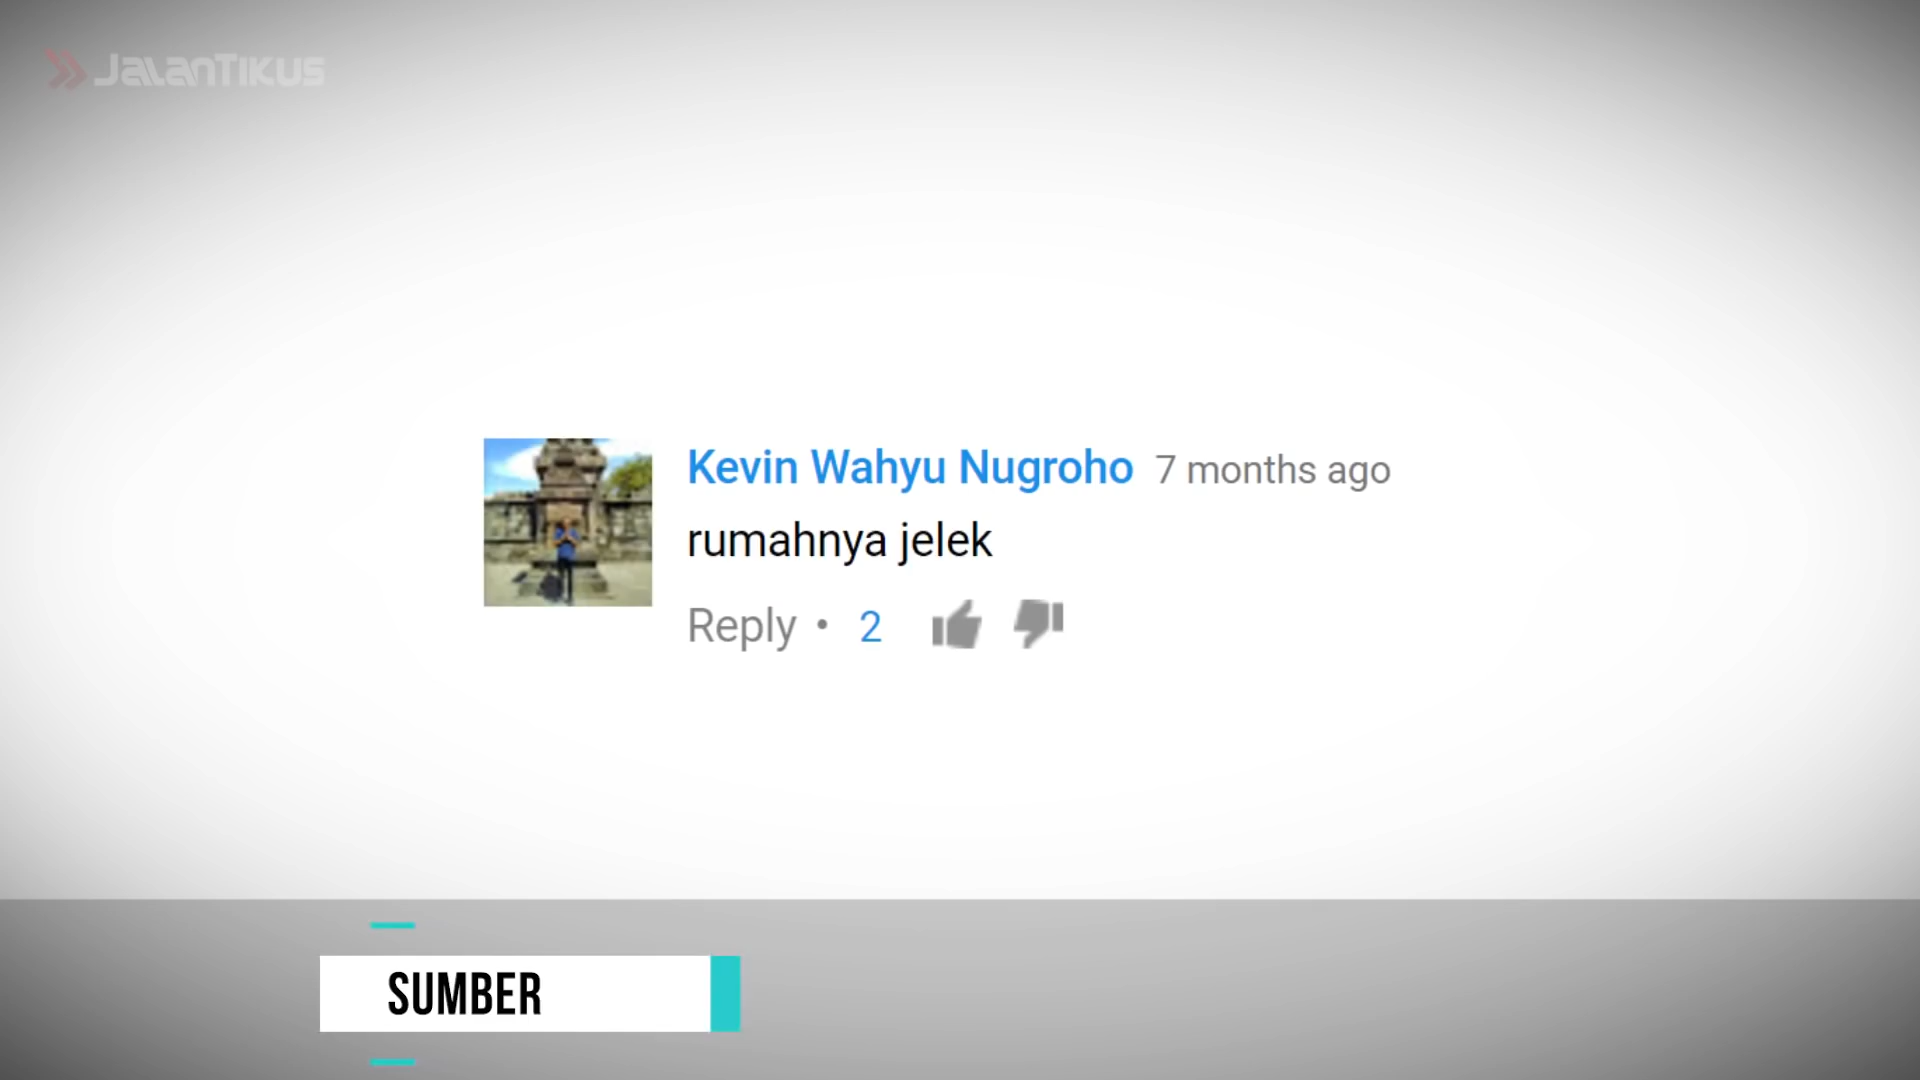 JALANTIKUS
Kevin Wahyu Nugroho 7 months ago
rumahnya jelek
Reply • 2
SUMBER